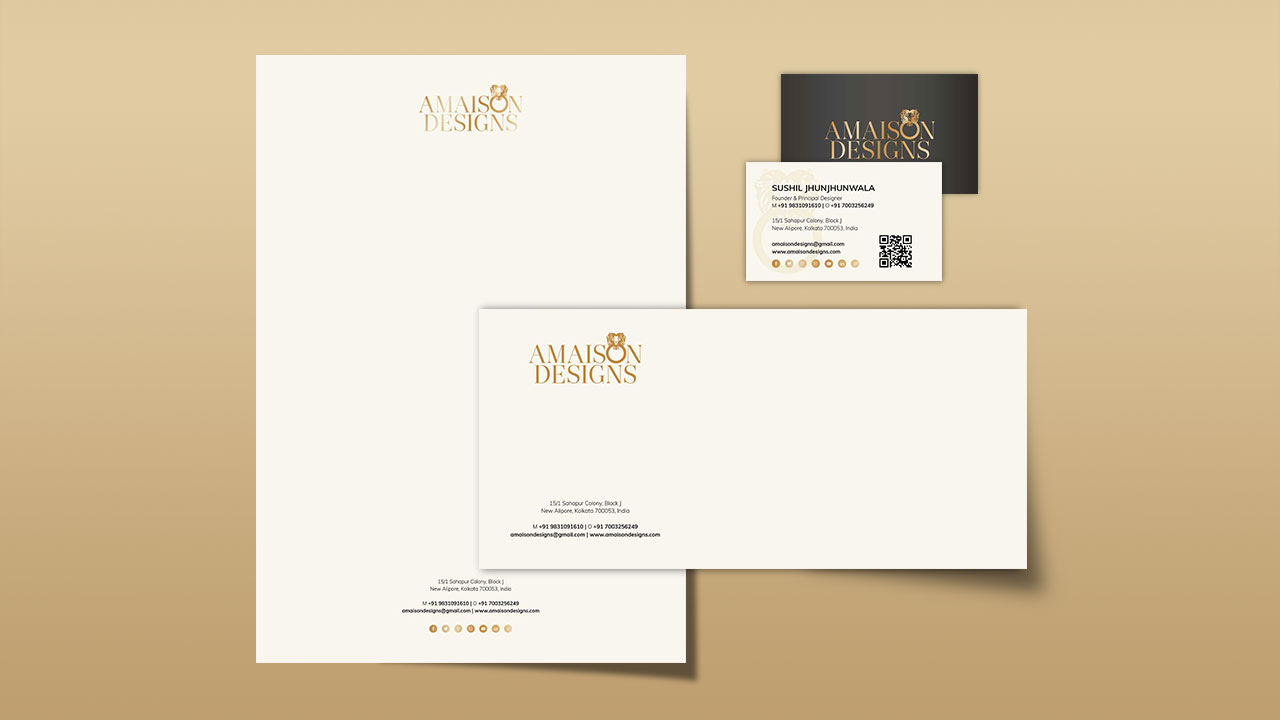 AMAISON
DESIGNS
15/1 Sahapur Colony, Block J
New Alipore, Kolkata 700053, India
M +91 9831091610 | O +91 7003256249
amaisondesigns@gmail.com | www.amaisondesigns.com
AMAISON
DESIGNS
SUSHIL JHUNJHUNWALA
Founder & Principal Designer
M +91 9831091610 | O +91 7003256249
15/1 Sahapur Colony, Block J
New Alipore, Kolkata 700053, India
amaisondesigns@gmail.com
www.amaisondesigns.com
AMAISON
DESIGNS
15/1 Sahapur Colony, Block J
New Alipore, Kolkata 700053, India
M +91 9831091610 | O +91 7003256249
amaisondesigns@gmail.com | www.amaisondesigns.com